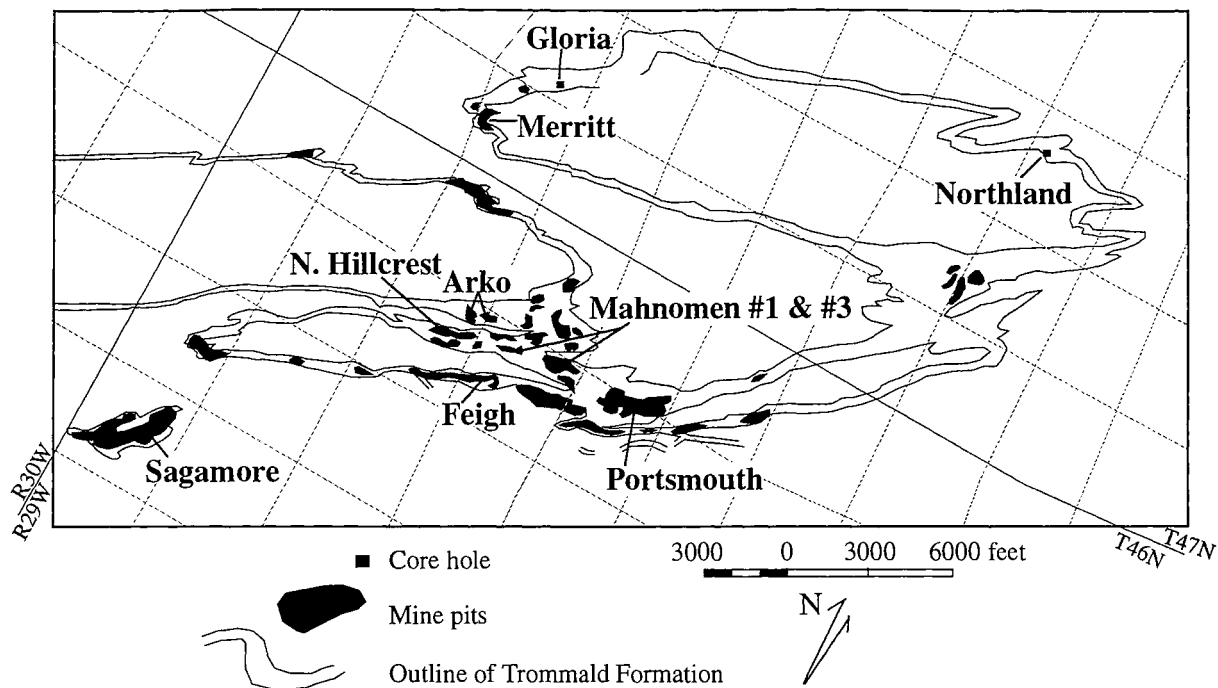 Gloria
Merritt
Northland
N. Hillcrest
Arko
Mahnomen #1 & #3
Feigh
Sagamore
Portsmouth
R30W
R29W
T47N
T46N
Core hole
3000 0 3000 6000 feet
Mine pits
N
Outline of Trommald Formation